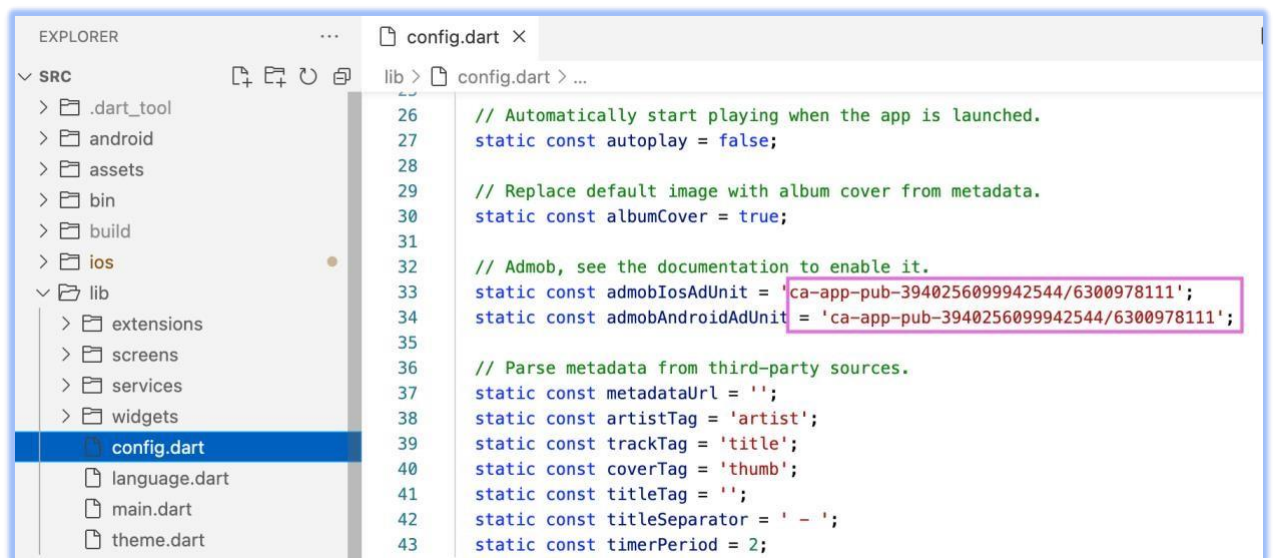 EXPLORER
···
SRC
.dart_tool
android
assets
bin
build
ios
lib
extensions
screens
services
widgets
config.dart
language.dart
main.dart
theme.dart
config.dart ×
lib > config.dart > ...
26 // Automatically start playing when the app is launched.
27 static const autoplay = false;
28
29 // Replace default image with album cover from metadata.
30 static const albumCover = true;
31
32 // Admob, see the documentation to enable it.
33 static const admobIosAdUnit = 'ca-app-pub-3940256099942544/6300978111';
34 static const admobAndroidAdUnit = 'ca-app-pub-3940256099942544/6300978111';
35
36 // Parse metadata from third-party sources.
37 static const metadataUrl = '';
38 static const artistTag = 'artist';
39 static const trackTag = 'title';
40 static const coverTag = 'thumb';
41 static const titleTag = '';
42 static const titleSeparator = ' - ';
43 static const timerPeriod = 2;